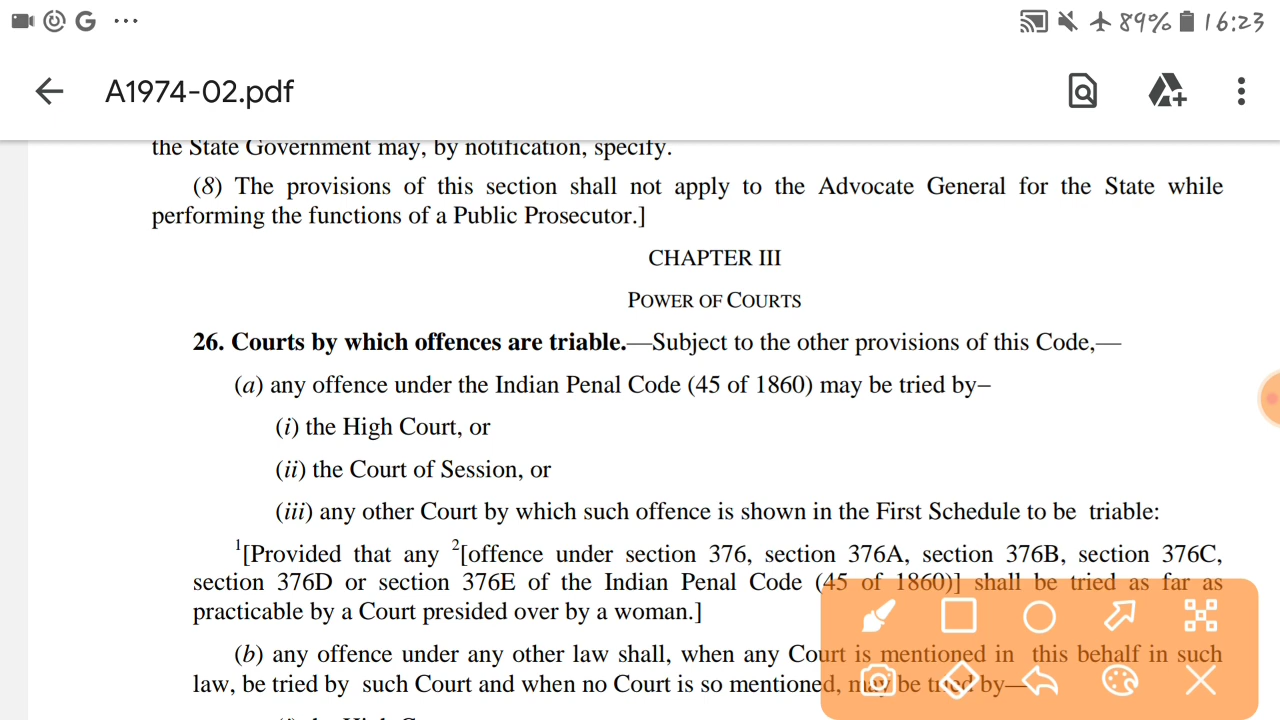 G ... 89% 16:23
A1974-02.pdf
the State Government may, by notification, specify.
(8) The provisions of this section shall not apply to the Advocate General for the State while
performing the functions of a Public Prosecutor.]
CHAPTER III
POWER OF COURTS
26. Courts by which offences are triable.—Subject to the other provisions of this Code,—
(a) any offence under the Indian Penal Code (45 of 1860) may be tried by–
(i) the High Court, or
(ii) the Court of Session, or
(iii) any other Court by which such offence is shown in the First Schedule to be triable:
1[Provided that any 2[offence under section 376, section 376A, section 376B, section 376C,
section 376D or section 376E of the Indian Penal Code (45 of 1860)] shall be tried as far as
practicable by a Court presided over by a woman.]
(b) any offence under any other law shall, when any Court is mentioned in this behalf in such
law, be tried by such Court and when no Court is so mentioned, may be tried by—